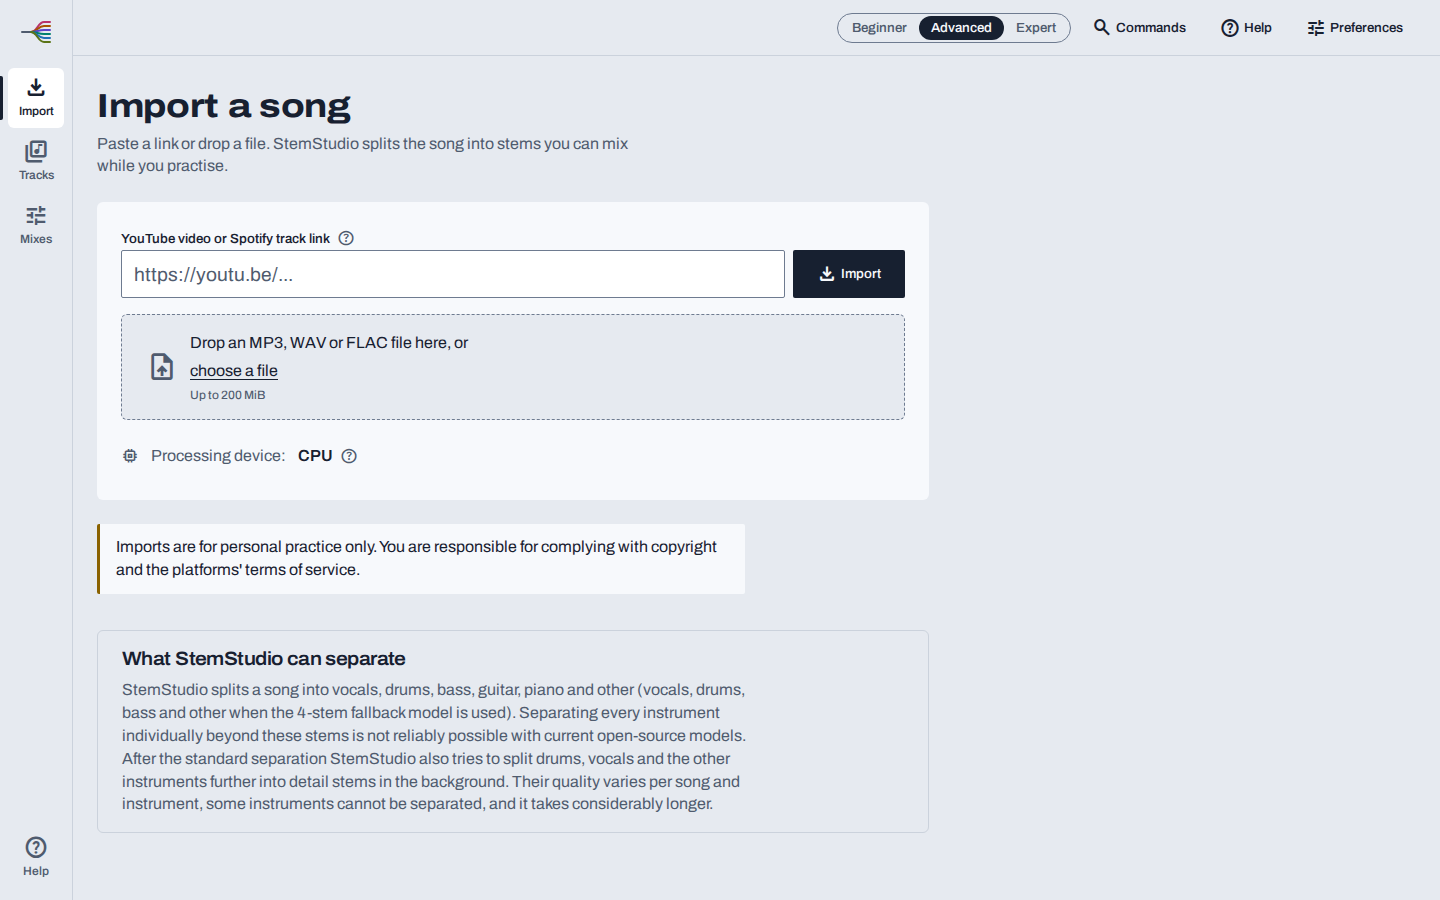 Beginner Advanced Expert Commands Help Preferences
Import
Tracks
Mixes
Help
Import a song
Paste a link or drop a file. StemStudio splits the song into stems you can mix
while you practise.
YouTube video or Spotify track link
https://youtu.be/...
Import
Drop an MP3, WAV or FLAC file here, or
choose a file
Up to 200 MiB
Processing device: CPU
Imports are for personal practice only. You are responsible for complying with copyright
and the platforms' terms of service.
What StemStudio can separate
StemStudio splits a song into vocals, drums, bass, guitar, piano and other (vocals, drums,
bass and other when the 4-stem fallback model is used). Separating every instrument
individually beyond these stems is not reliably possible with current open-source models.
After the standard separation StemStudio also tries to split drums, vocals and the other
instruments further into detail stems in the background. Their quality varies per song and
instrument, some instruments cannot be separated, and it takes considerably longer.